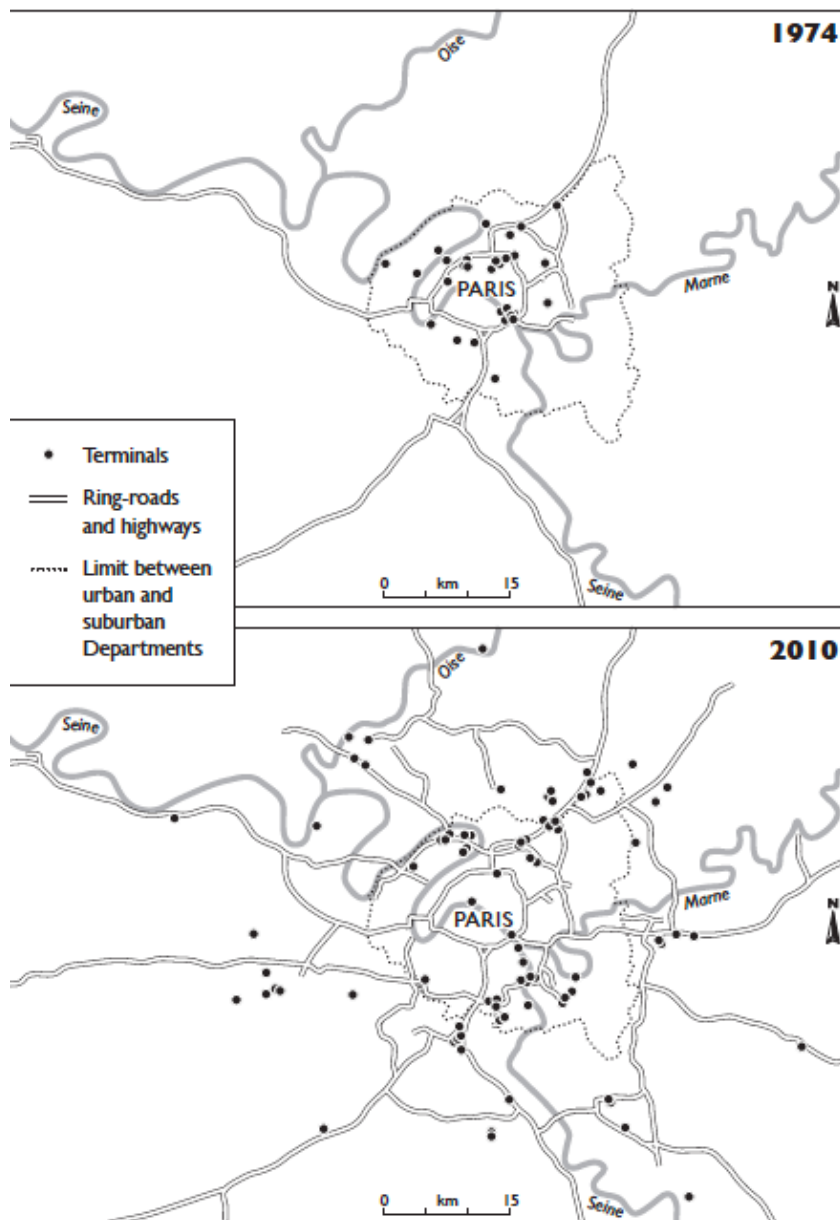 1974
Oise
Seine
PARIS
Marne
N
Terminals
Ring-roads
and highways
Limit between
urban and
suburban
Departments
0 km 15
Seine
2010
Oise
Seine
PARIS
Marne
N
0 km 15
Seine